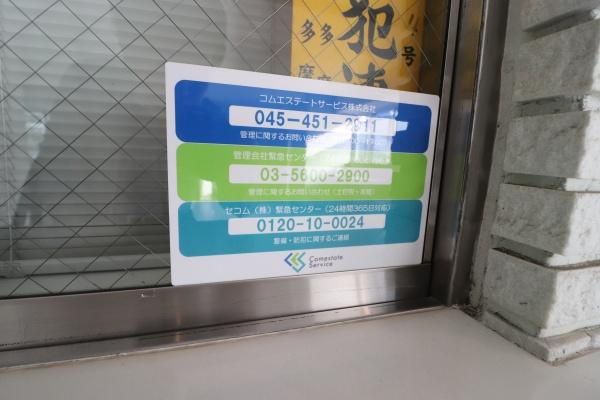 多多
犯
号
コムエステートサービス株式会社
045-451-2911
管理に関するお問い合わせ
管理会社緊急センター
03-5600-2900
管理に関するお問い合わせ（土日祝・夜間）
セコム（株）緊急センター（24時間365日対応）
0120-10-0024
警備・防犯に関するご連絡
Comestate
Service